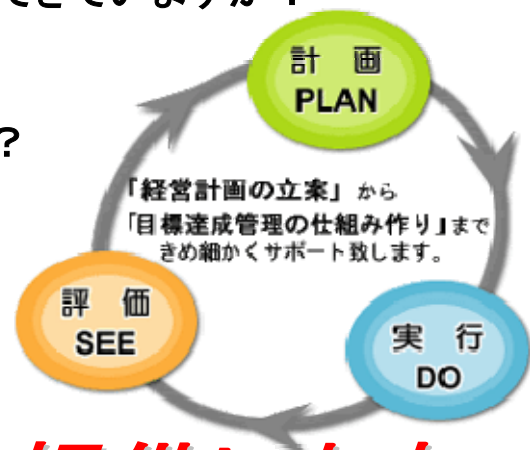 ？
計　画
PLAN
「経営計画の立案」から
「目標達成管理の仕組み作り」まで
きめ細かくサポート致します。
評　価
SEE
実　行
DO